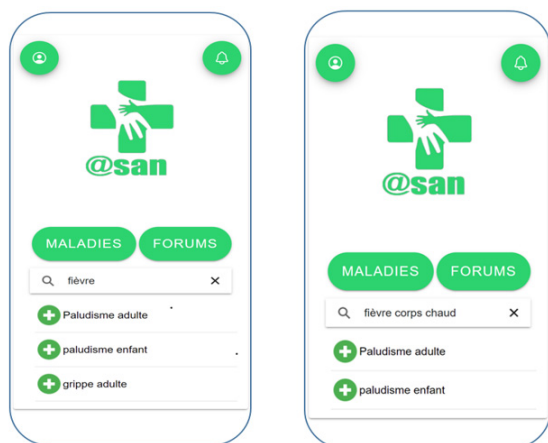 @san
MALADIES FORUMS
fièvre
Paludisme adulte
paludisme enfant
grippe adulte
@san
MALADIES FORUMS
fièvre corps chaud
Paludisme adulte
paludisme enfant